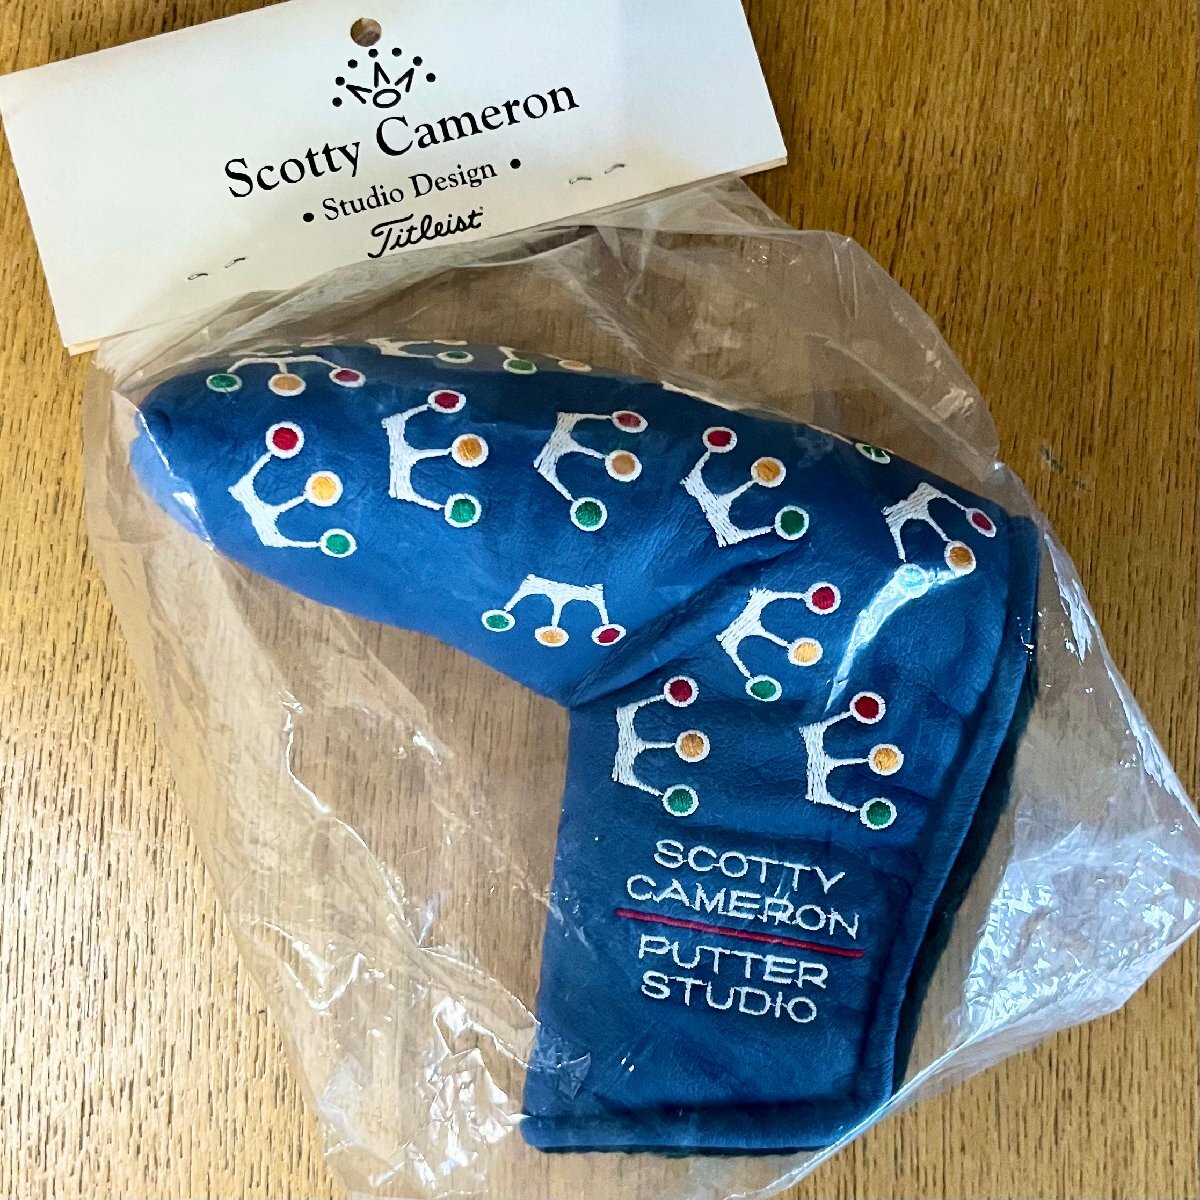 Scotty Cameron
• Studio Design •
Titleist
SCOTTY
CAMERON
PUTTER
STUDIO